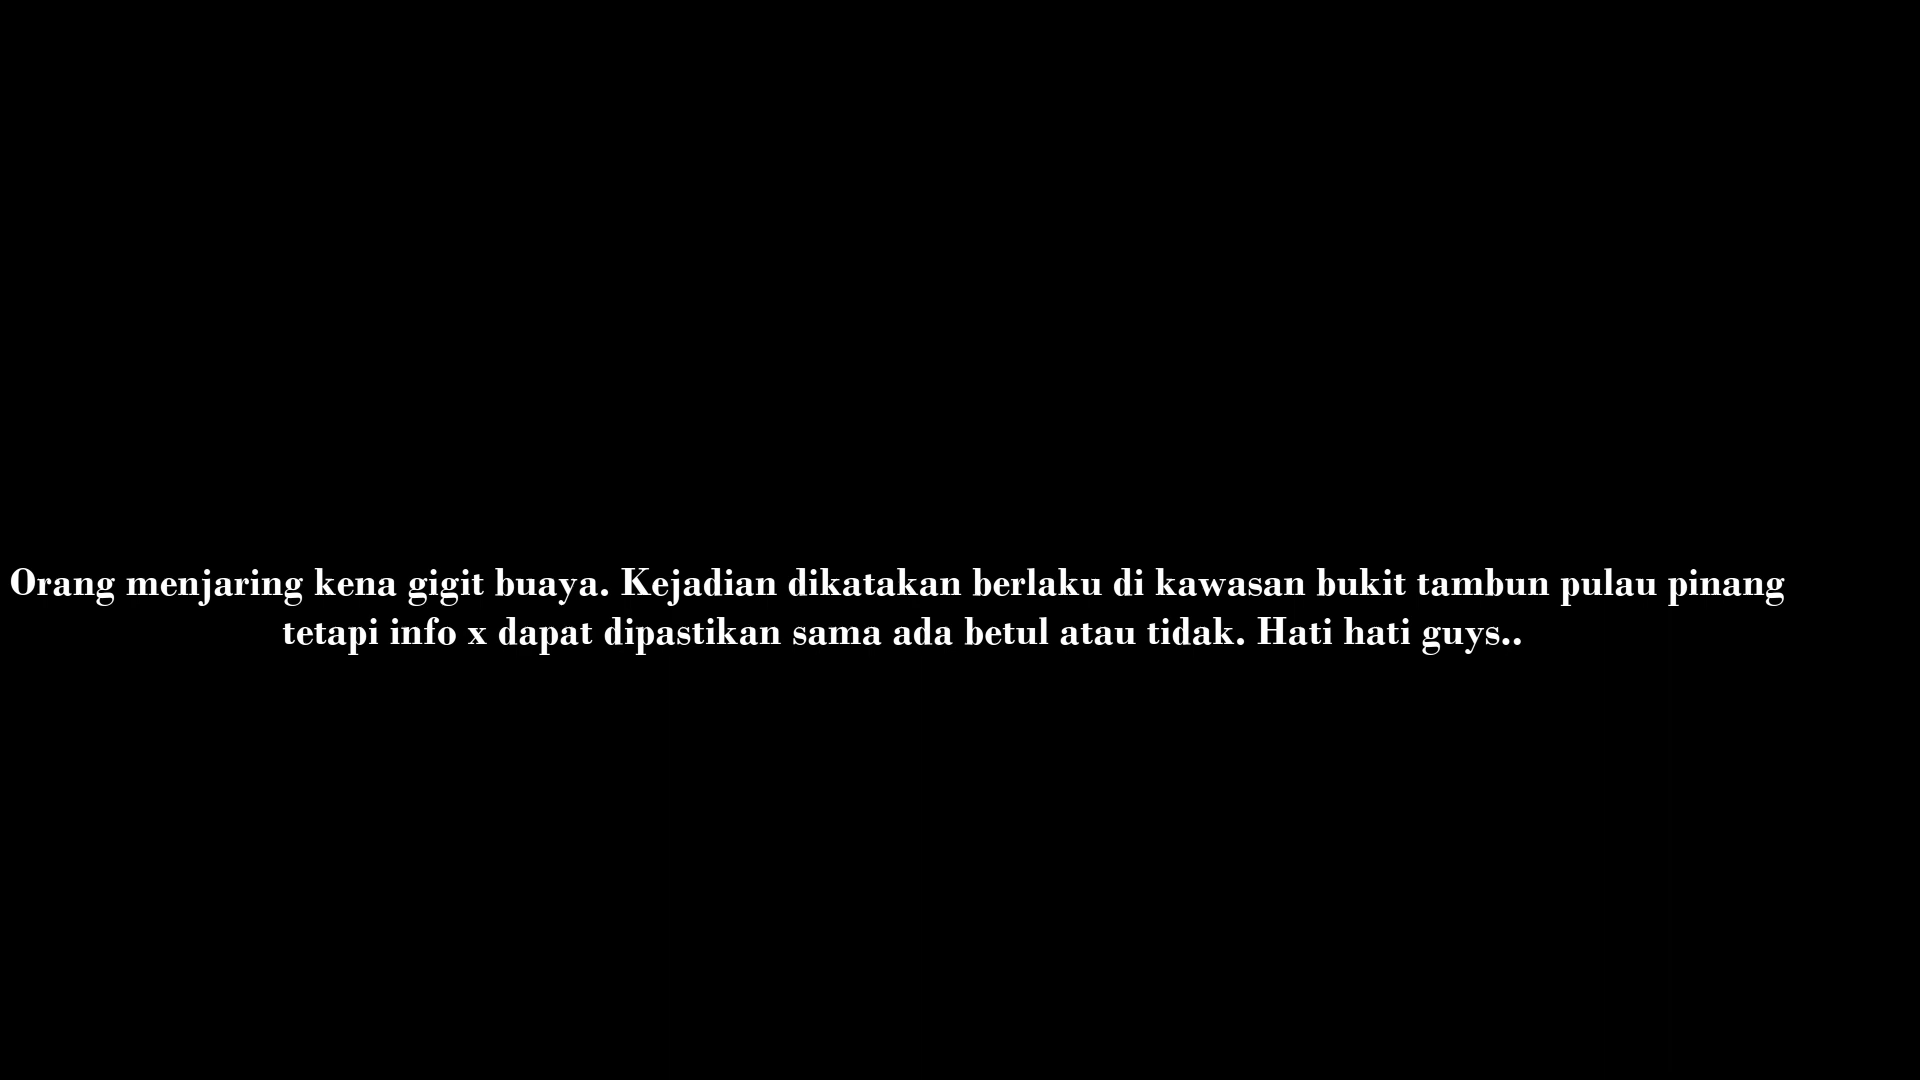 Orang menjaring kena gigit buaya. Kejadian dikatakan berlaku di kawasan bukit tambun pulau pinang
tetapi info x dapat dipastikan sama ada betul atau tidak. Hati hati guys..